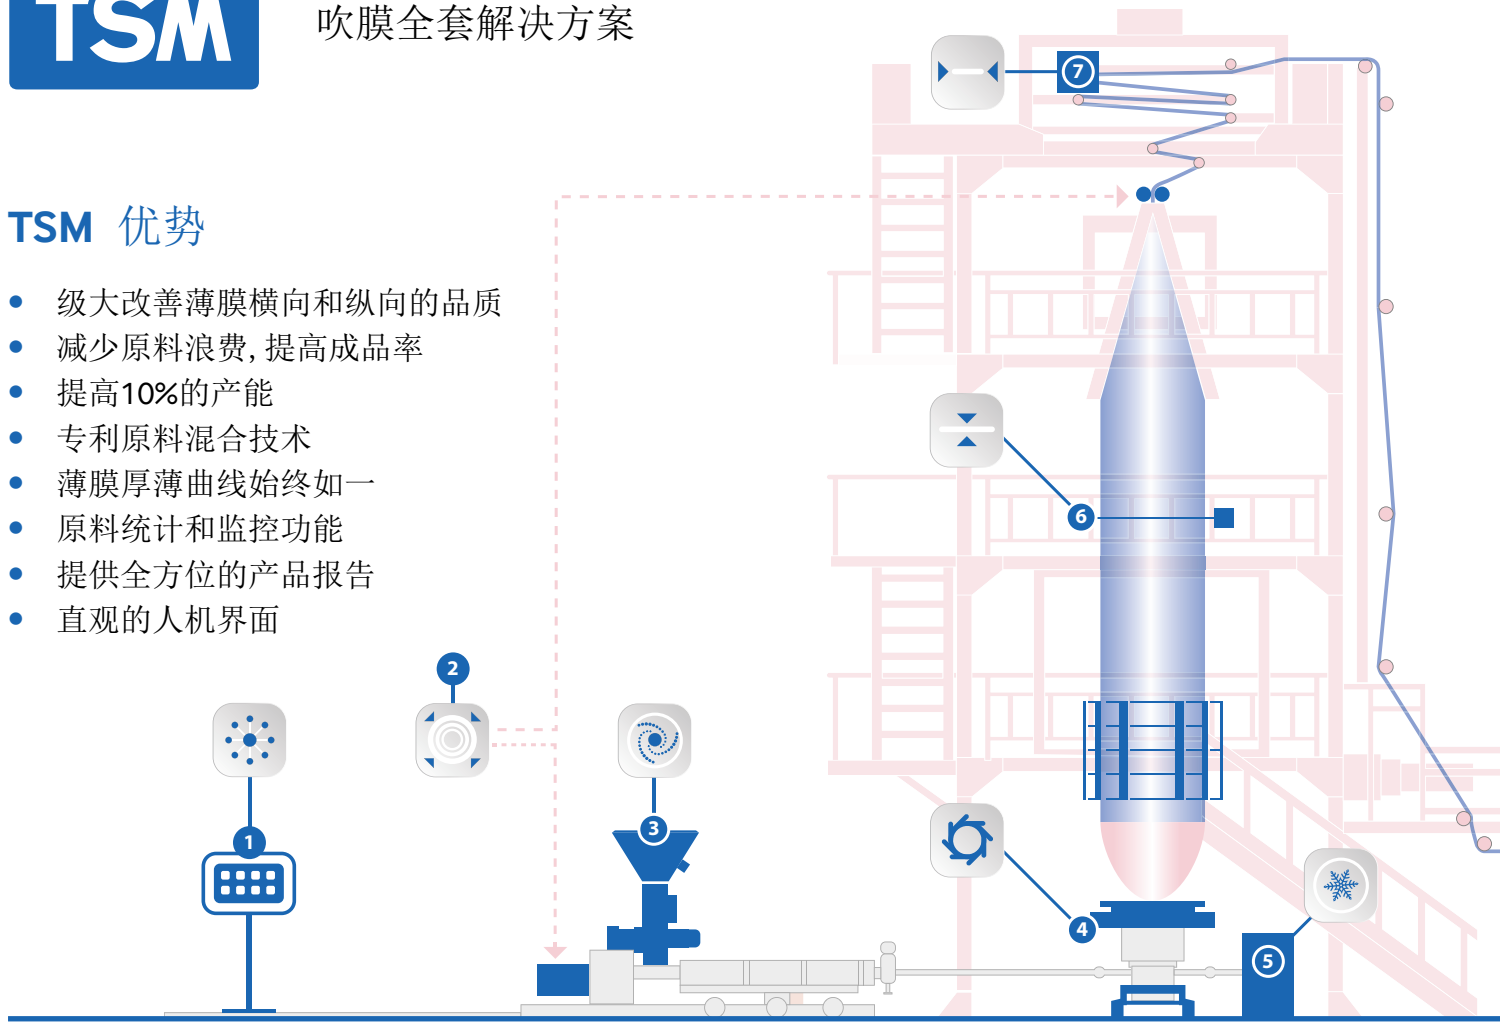 TSM
吹膜全套解决方案
TSM 优势
级大改善薄膜横向和纵向的品质
减少原料浪费,提高成品率
提高10%的产能
专利原料混合技术
薄膜厚薄曲线始终如一
原料统计和监控功能
提供全方位的产品报告
直观的人机界面
7
6
2
3
1
4
5